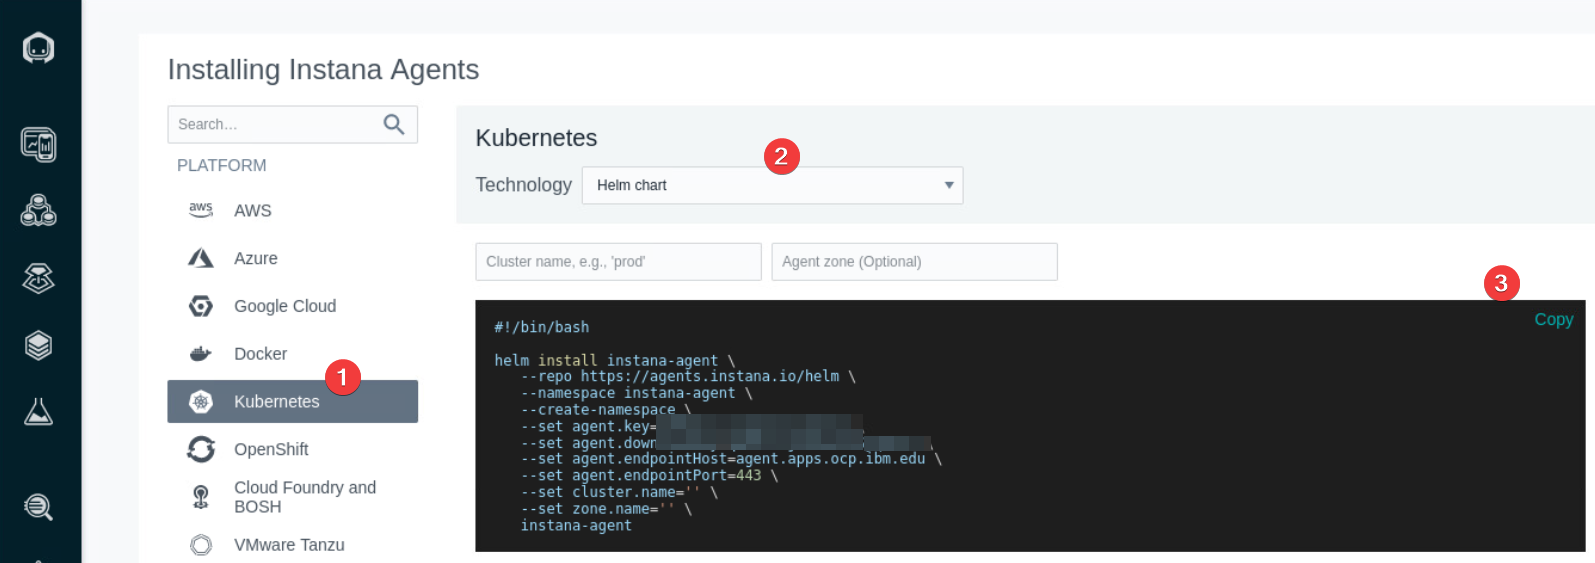 Installing Instana Agents
Search...
PLATFORM
aws AWS
Azure
Google Cloud
Docker
Kubernetes
1
OpenShift
Cloud Foundry and
BOSH
VMware Tanzu
Kubernetes
2
Technology Helm chart
Cluster name, e.g., 'prod' Agent zone (Optional)
3
Copy
#!/bin/bash
helm install instana-agent \
--repo https://agents.instana.io/helm \
--namespace instana-agent \
--create-namespace \
--set agent.key=
--set agent.down \
--set agent.endpointHost=agent.apps.ocp.ibm.edu \
--set agent.endpointPort=443 \
--set cluster.name='' \
--set zone.name='' \
instana-agent